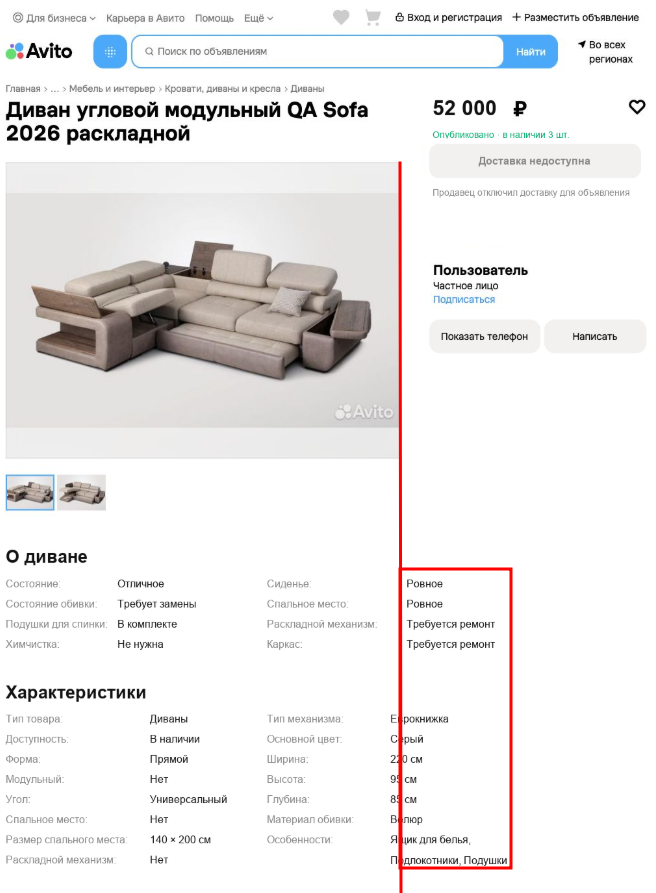 Для бизнеса
Карьера в Авито
Помощь
Ещё
Вход и регистрация
+ Разместить объявление
Avito
Поиск по объявлениям
Найти
Во всех
регионах
Главная > ... > Мебель и интерьер > Кровати, диваны и кресла > Диваны
Диван угловой модульный QA Sofa
2026 раскладной
52 000 ₽
Опубликовано · в наличии 3 шт.
Доставка недоступна
Продавец отключил доставку для объявления
Пользователь
Частное лицо
Подписаться
Показать телефон
Написать
Avito
О диване
Состояние: Отличное Сиденье: Ровное
Состояние обивки: Требует замены Спальное место: Ровное
Подушки для спинки: В комплекте Раскладной механизм: Требуется ремонт
Химчистка: Не нужна Каркас: Требуется ремонт
Характеристики
Тип товара: Диваны Тип механизма: Еврокнижка
Доступность: В наличии Основной цвет: Серый
Форма: Прямой Ширина: 220 см
Модульный: Нет Высота: 95 см
Угол: Универсальный Глубина: 85 см
Спальное место: Нет Материал обивки: Велюр
Размер спального места: 140 × 200 см Особенности: Ящик для белья,
Раскладной механизм: Нет Подлокотники, Подушки